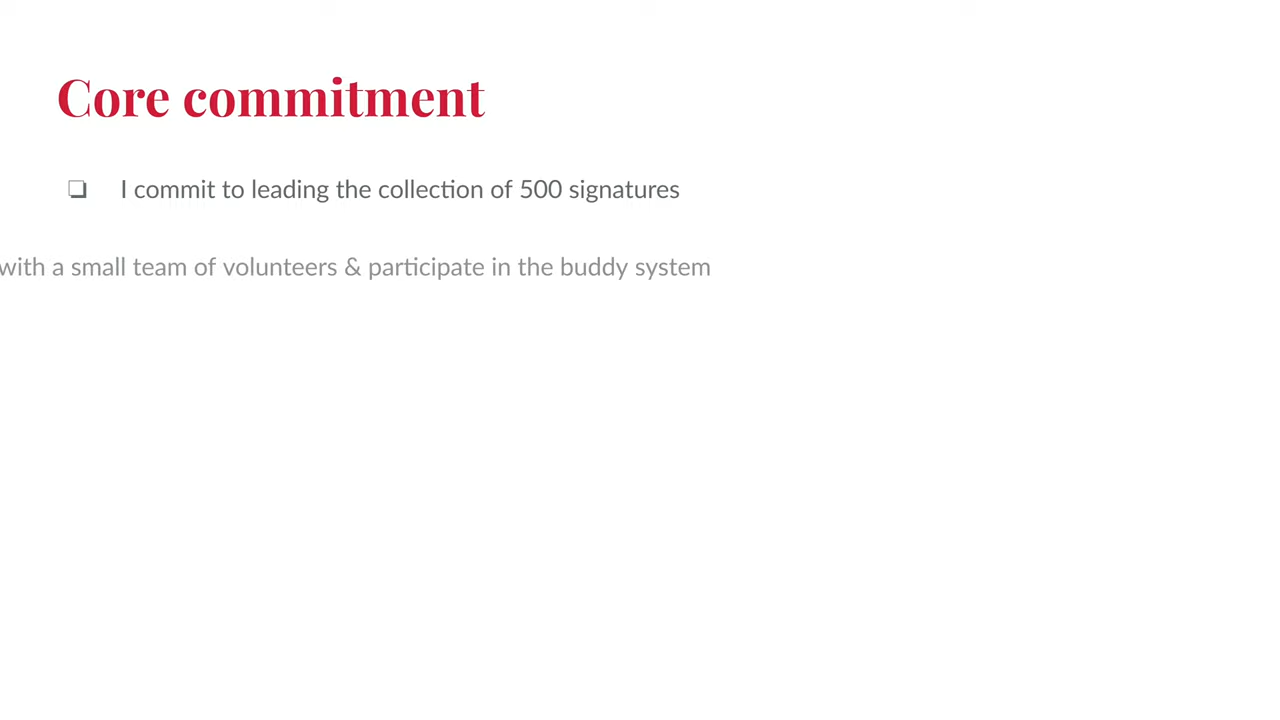 Core commitment
❏ I commit to leading the collection of 500 signatures
with a small team of volunteers & participate in the buddy system